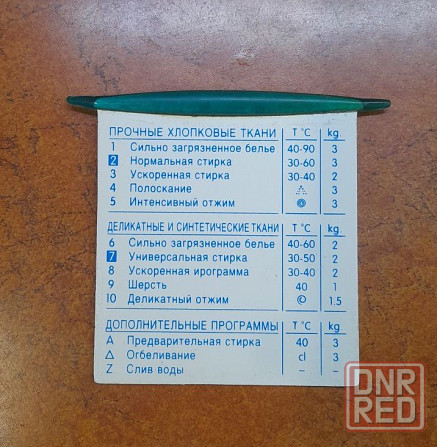 ПРОЧНЫЕ ХЛОПКОВЫЕ ТКАНИ T °C kg
1 Сильно загрязненное белье 40-90 3
2 Нормальная стирка 30-60 3
3 Ускоренная стирка 30-40 2
4 Полоскание 3
5 Интенсивный отжим 3
ДЕЛИКАТНЫЕ И СИНТЕТИЧЕСКИЕ ТКАНИ T °C kg
6 Сильно загрязненное белье 40-60 2
7 Универсальная стирка 30-50 2
8 Ускоренная ирограмма 30-40 2
9 Шерсть 40 1
10 Деликатный отжим 1.5
ДОПОЛНИТЕЛЬНЫЕ ПРОГРАММЫ T °C kg
A Предварительная стирка 40 3
△ Огбеливание cl 3
Z Слив воды – –
DNR
RED